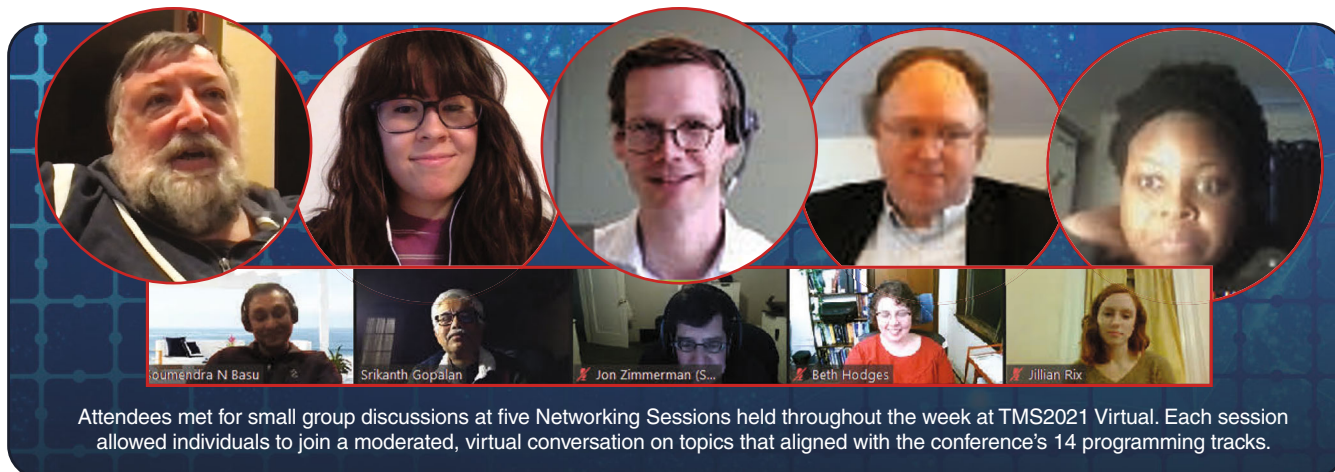 Soumendra N Basu
Srikanth Gopalan
Jon Zimmerman (S...
Beth Hodges
Jillian Rix
Attendees met for small group discussions at five Networking Sessions held throughout the week at TMS2021 Virtual. Each session
allowed individuals to join a moderated, virtual conversation on topics that aligned with the conference's 14 programming tracks.